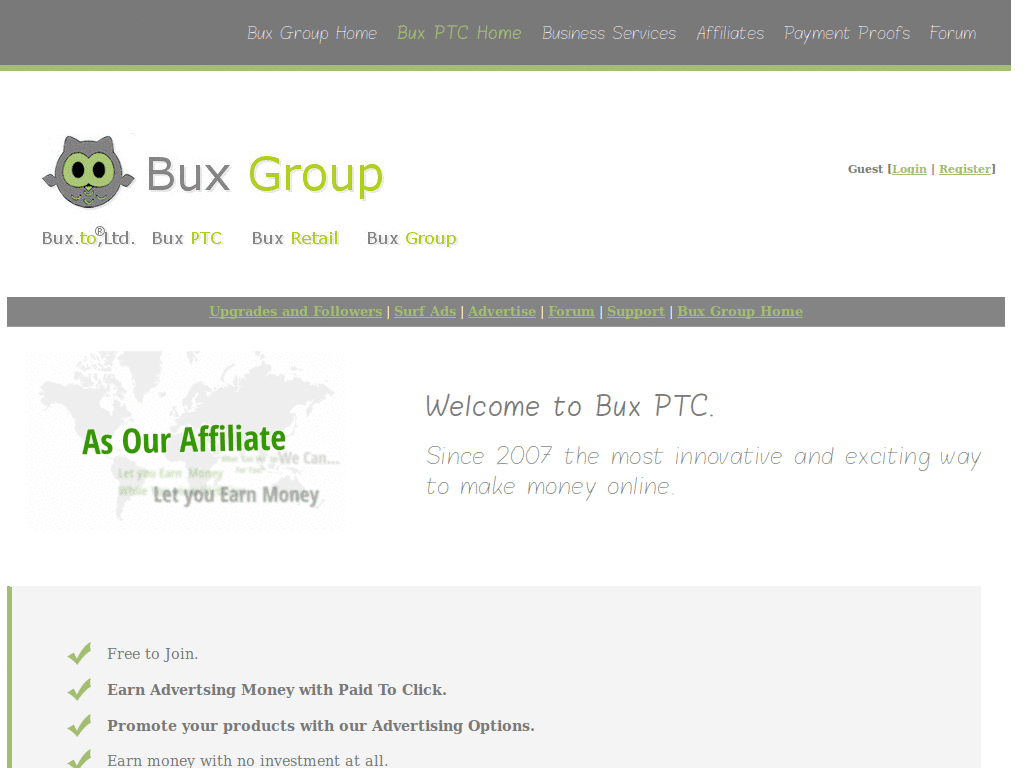 Bux Group Home Bux PTC Home Business Services Affiliates Payment Proofs Forum
Bux Group
Guest [Login | Register]
Bux.to®,Ltd. Bux PTC Bux Retail Bux Group
Upgrades and Followers | Surf Ads | Advertise | Forum | Support | Bux Group Home
As Our Affiliate
We Can...
Let you Earn Money
Let you Earn Money
Welcome to Bux PTC.
Since 2007 the most innovative and exciting way
to make money online.
Free to Join.
Earn Advertsing Money with Paid To Click.
Promote your products with our Advertising Options.
Earn money with no investment at all.